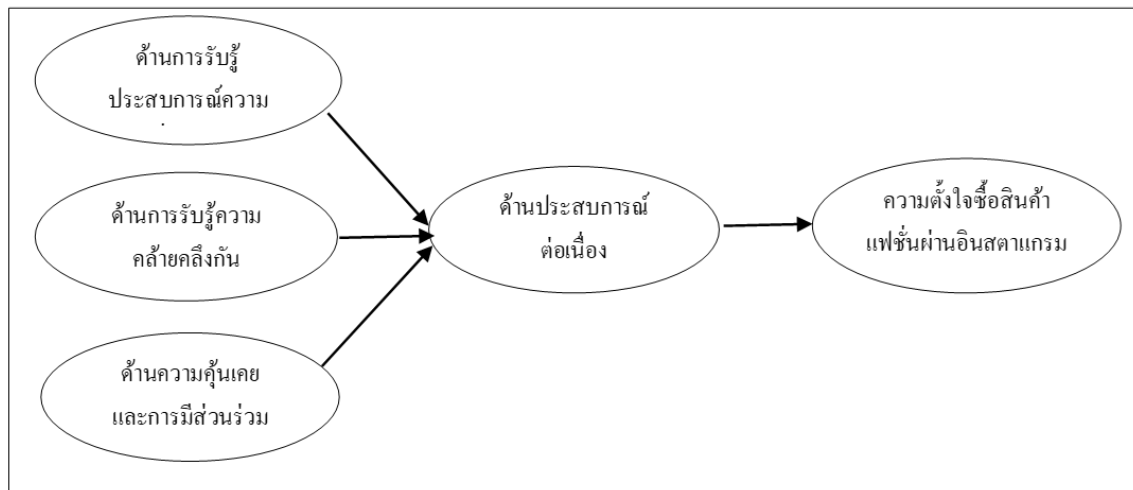 ด้านการรับรู้
ประสบการณ์ความ
ด้านการรับรู้ความ
คล้ายคลึงกัน
ด้านความคุ้นเคย
และการมีส่วนร่วม
ด้านประสบการณ์
ต่อเนื่อง
ความตั้งใจซื้อสินค้า
แฟชั่นผ่านอินสตาแกรม